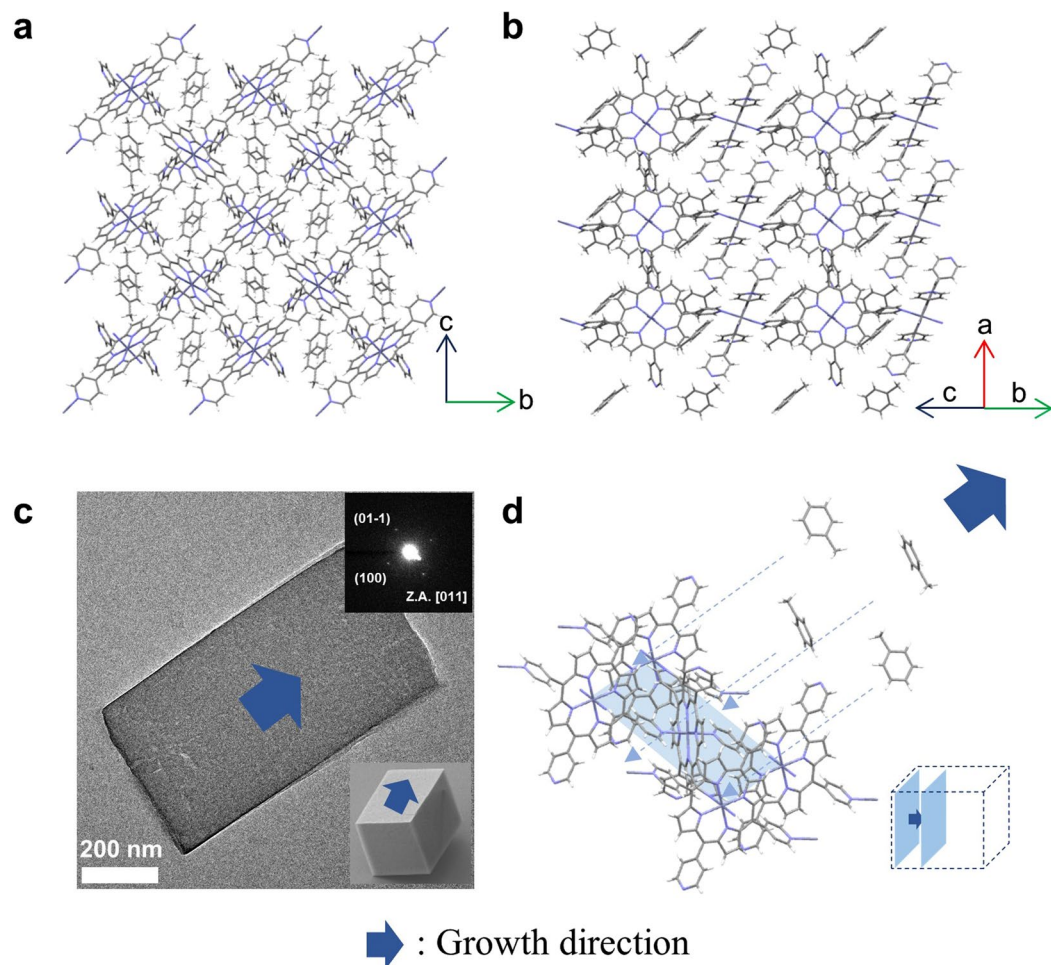 a
b
c
b
a
c
b
c
(01-1)
(100)
Z.A. [011]
200 nm
d
: Growth direction